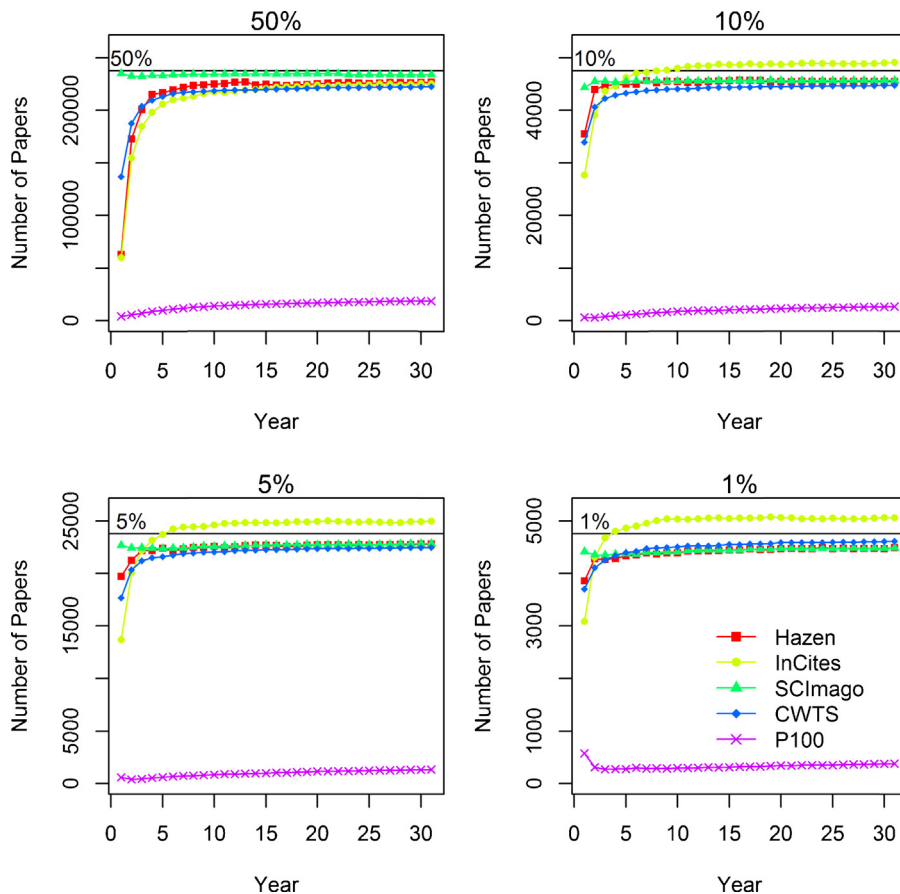 50%
50%
Number of Papers
200000
100000
0
0 5 10 15 20 25 30
Year
10%
10%
Number of Papers
40000
20000
0
0 5 10 15 20 25 30
Year
5%
5%
Number of Papers
25000
15000
5000
0
0 5 10 15 20 25 30
Year
1%
1%
Number of Papers
5000
3000
1000
0
0 5 10 15 20 25 30
Year
Hazen
InCites
SCImago
CWTS
P100